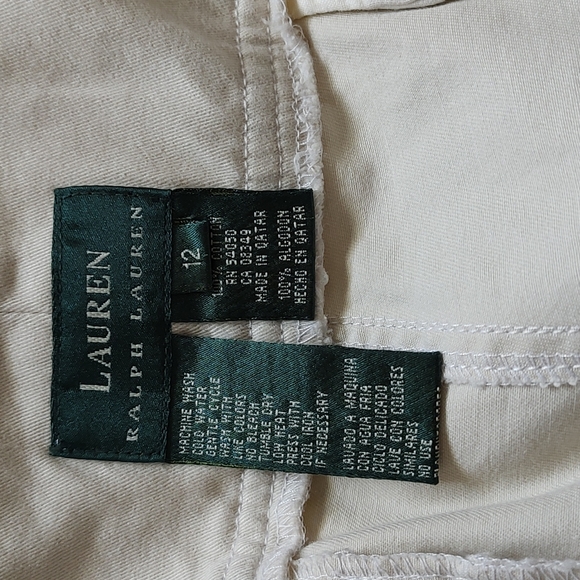 LAUREN
RALPH LAUREN
12
100% COTTON
RN 54050
CA 08349
MADE IN QATAR
100% ALGODON
HECHO EN QATAR
MACHINE WASH
COLD WATER
GENTLE CYCLE
WASH WITH
LIKE COLORS
NO BLEACH
TUMBLE DRY
LOW HEAT
PRESS WITH
COOL IRON
IF NECESSARY
LAVADORA MAQUINA
CON AGUA FRIA
CICLO DELICADO
LAVE CON COLORES
SIMILARES
NO USE